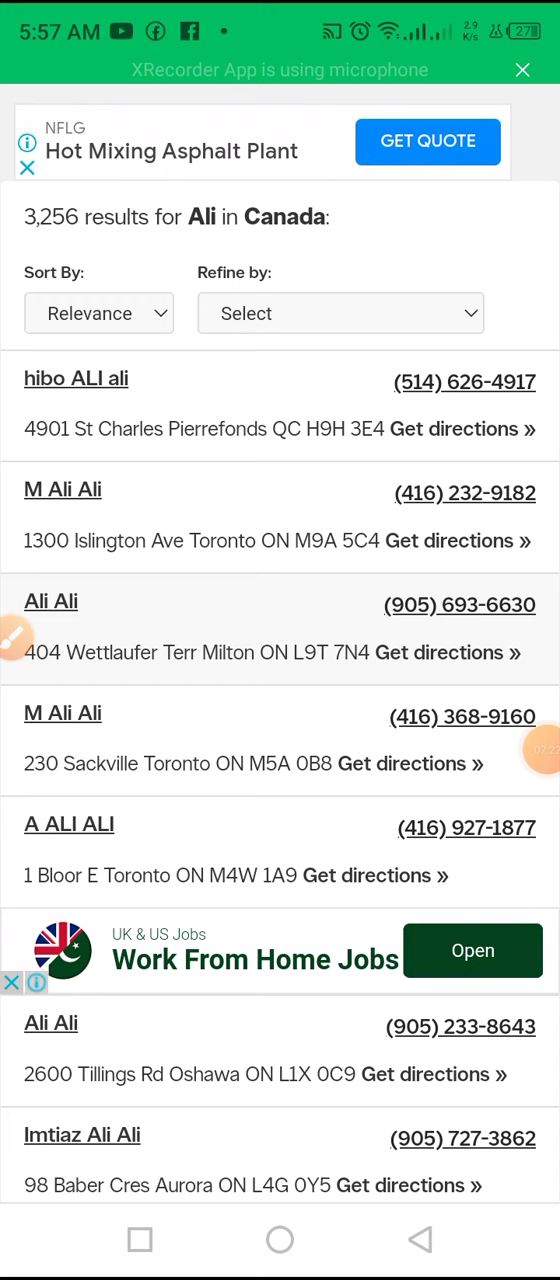 5:57 AM 2.9 K/s 27
XRecorder App is using microphone
NFLG
Hot Mixing Asphalt Plant
GET QUOTE
3,256 results for Ali in Canada:
Sort By: Refine by:
Relevance Select
hibo ALI ali (514) 626-4917
4901 St Charles Pierrefonds QC H9H 3E4 Get directions »
M Ali Ali (416) 232-9182
1300 Islington Ave Toronto ON M9A 5C4 Get directions »
Ali Ali (905) 693-6630
404 Wettlaufer Terr Milton ON L9T 7N4 Get directions »
M Ali Ali (416) 368-9160
230 Sackville Toronto ON M5A 0B8 Get directions »
07:22
A ALI ALI (416) 927-1877
1 Bloor E Toronto ON M4W 1A9 Get directions »
UK & US Jobs
Work From Home Jobs
Open
Ali Ali (905) 233-8643
2600 Tillings Rd Oshawa ON L1X 0C9 Get directions »
Imtiaz Ali Ali (905) 727-3862
98 Baber Cres Aurora ON L4G 0Y5 Get directions »